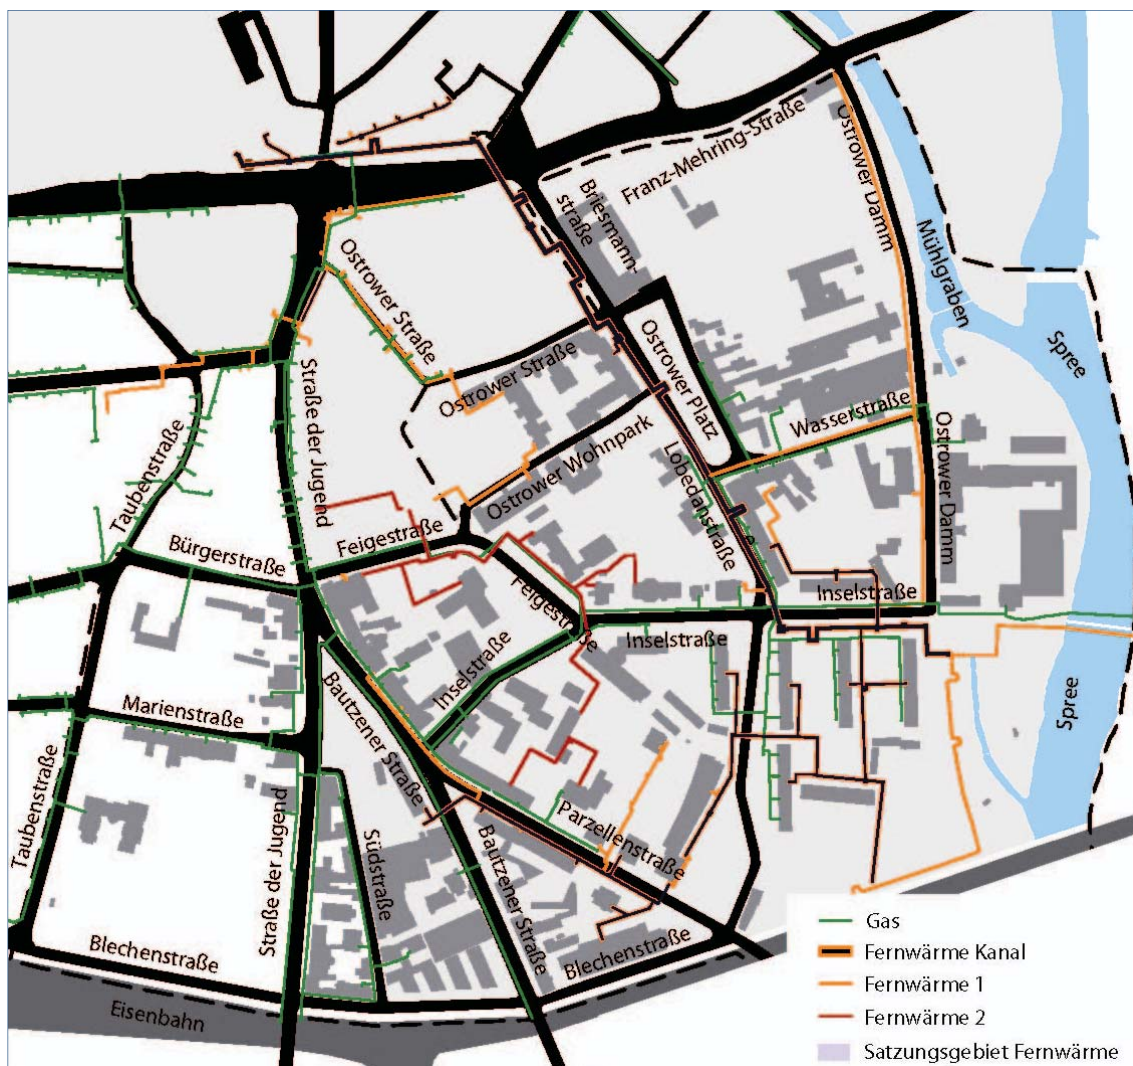 Franz-Mehring-Straße
Ostrower Damm
Briesmann-
straße
Mühlgraben
Ostrower Straße
Spree
Ostrower Straße
Ostrower Platz
Straße der Jugend
Wasserstraße
Taubenstraße
Ostrower Wohnpark
Lobedanstraße
Ostrower Damm
Feigestraße
Bürgerstraße
Feigestraße
Inselstraße
Inselstraße
Inselstraße
Spree
Marienstraße
Bautzener Straße
Taubenstraße
Straße der Jugend
Südstraße
Parzellenstraße
Bautzener Straße
Blechenstraße
Blechenstraße
Eisenbahn
Gas
Fernwärme Kanal
Fernwärme 1
Fernwärme 2
Satzungsgebiet Fernwärme